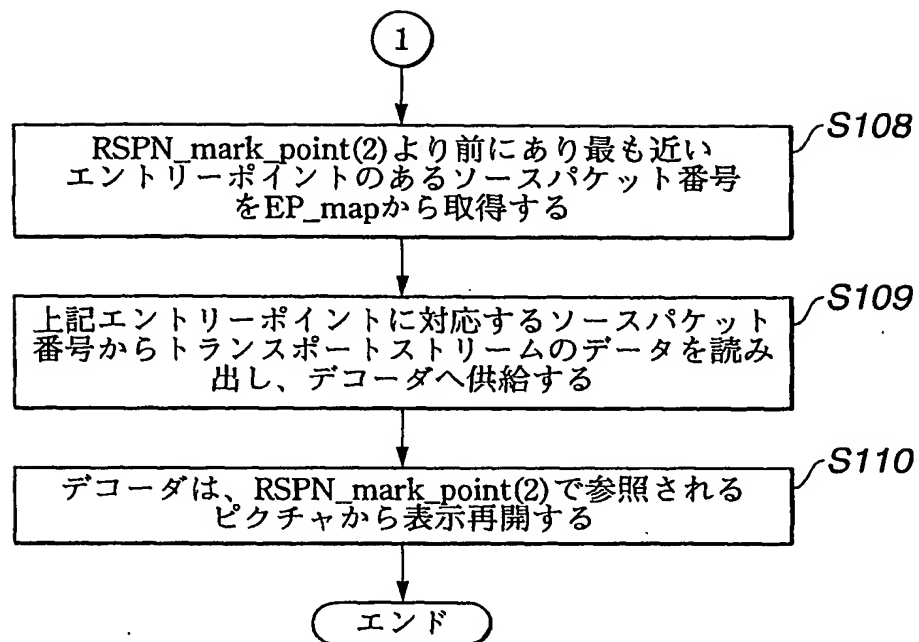 1
S108
RSPN_mark_point(2)より前にあり最も近い
エントリーポイントのあるソースパケット番号
をEP_mapから取得する
S109
上記エントリーポイントに対応するソースパケット
番号からトランスポートストリームのデータを読み
出し、デコーダへ供給する
S110
デコーダは、RSPN_mark_point(2)で参照される
ピクチャから表示再開する
エンド